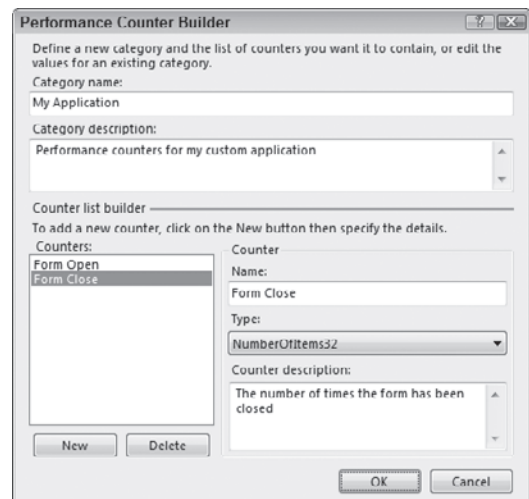 Performance Counter Builder
Define a new category and the list of counters you want it to contain, or edit the
values for an existing category.
Category name:
My Application
Category description:
Performance counters for my custom application
Counter list builder
To add a new counter, click on the New button then specify the details.
Counters:
Form Open
Form Close
New
Delete
Counter
Name:
Form Close
Type:
NumberOfItems32
Counter description:
The number of times the form has been
closed
OK
Cancel